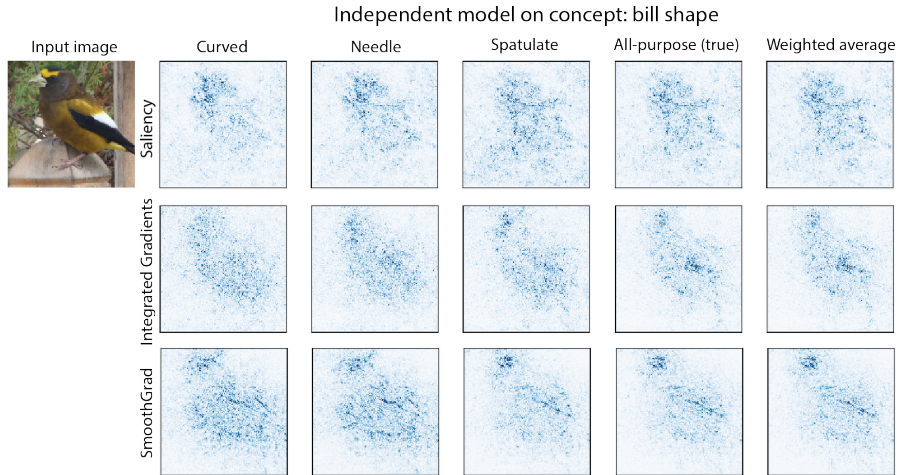 Independent model on concept: bill shape
Input image
Curved
Needle
Spatulate
All-purpose (true)
Weighted average
Saliency
Integrated Gradients
SmoothGrad